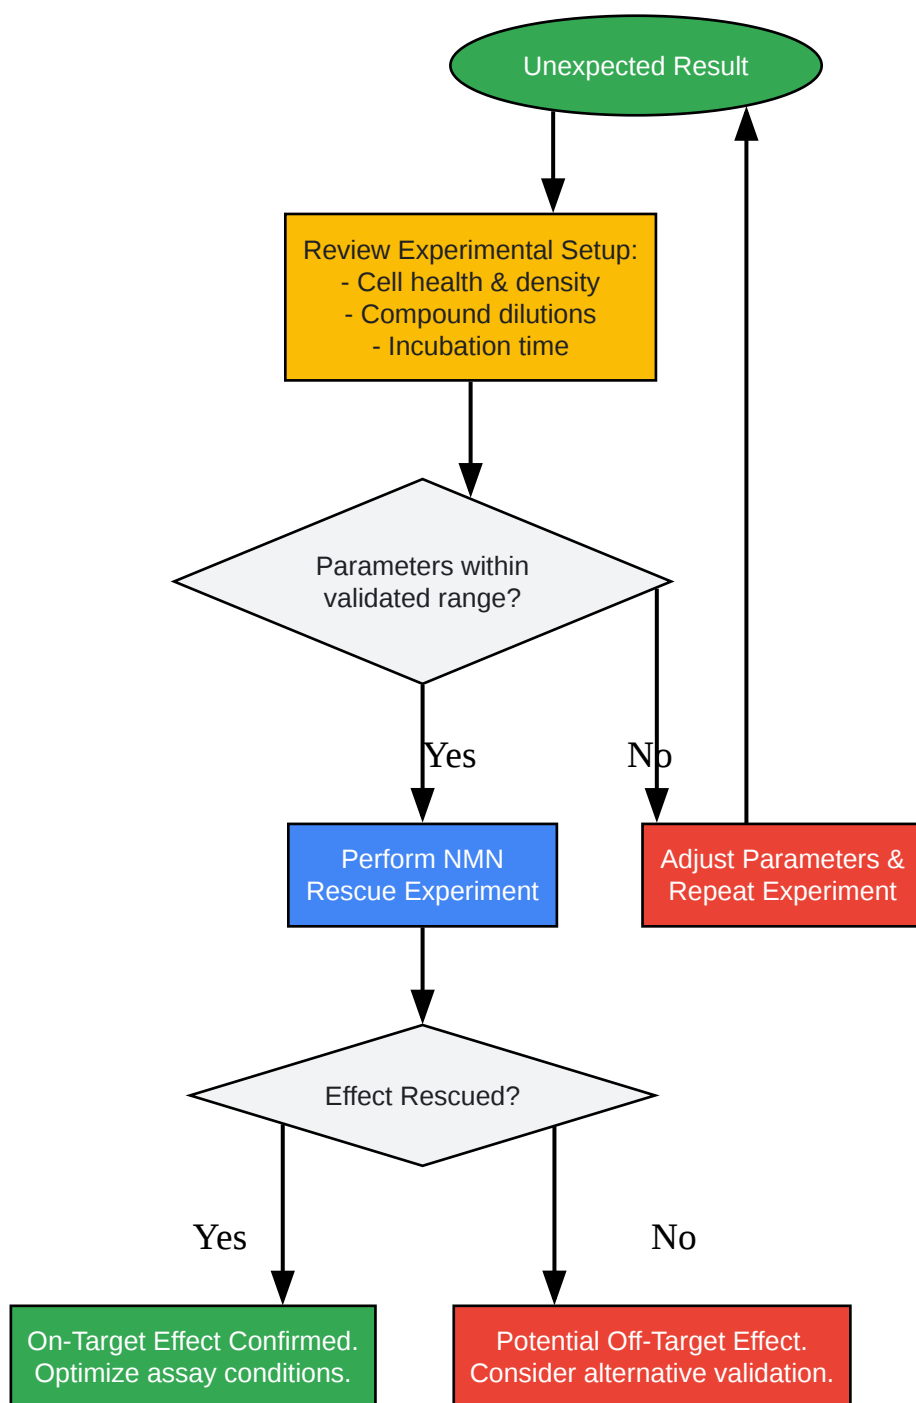 Unexpected Result
Review Experimental Setup:
- Cell health & density
- Compound dilutions
- Incubation time
Parameters within
validated range?
Yes
No
Perform NMN
Rescue Experiment
Adjust Parameters &
Repeat Experiment
Effect Rescued?
Yes
No
On-Target Effect Confirmed.
Optimize assay conditions.
Potential Off-Target Effect.
Consider alternative validation.